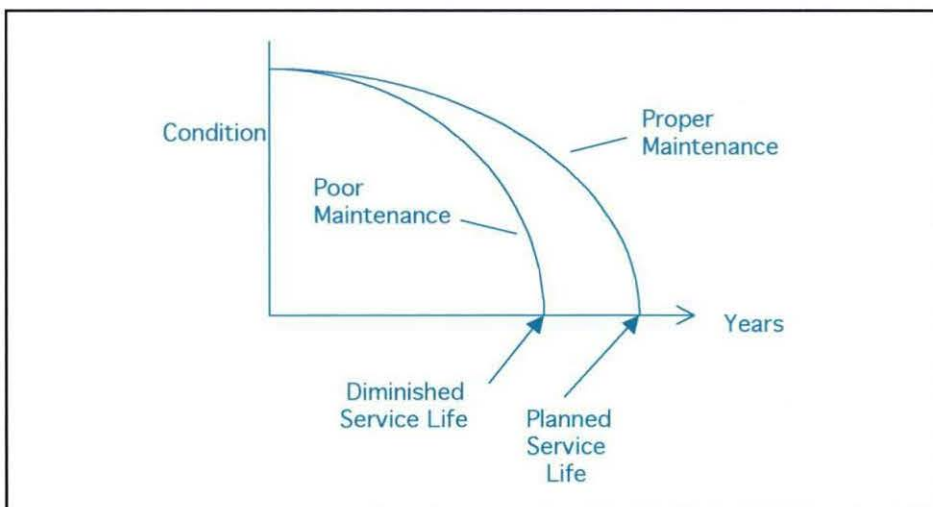 Condition
Proper
Maintenance
Poor
Maintenance
Years
Diminished
Service Life
Planned
Service
Life